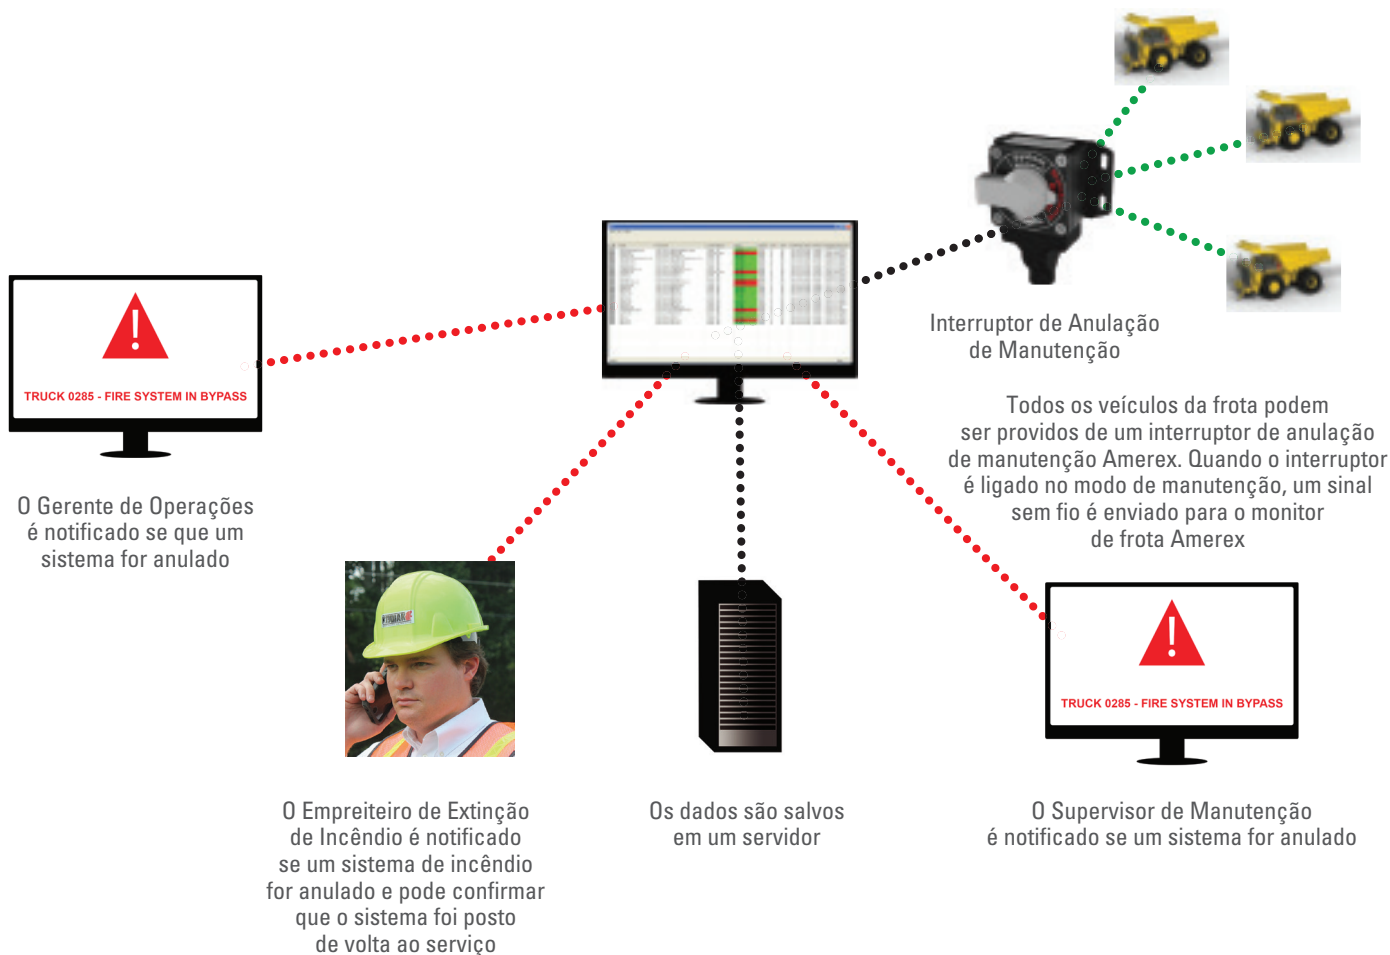 Interruptor de Anulação
de Manutenção
Todos os veículos da frota podem
ser providos de um interruptor de anulação
de manutenção Amerex. Quando o interruptor
é ligado no modo de manutenção, um sinal
sem fio é enviado para o monitor
de frota Amerex
!
TRUCK 0285 - FIRE SYSTEM IN BYPASS
O Gerente de Operações
é notificado se que um
sistema for anulado
O Empreiteiro de Extinção
de Incêndio é notificado
se um sistema de incêndio
for anulado e pode confirmar
que o sistema foi posto
de volta ao serviço
Os dados são salvos
em um servidor
!
TRUCK 0285 - FIRE SYSTEM IN BYPASS
O Supervisor de Manutenção
é notificado se um sistema for anulado